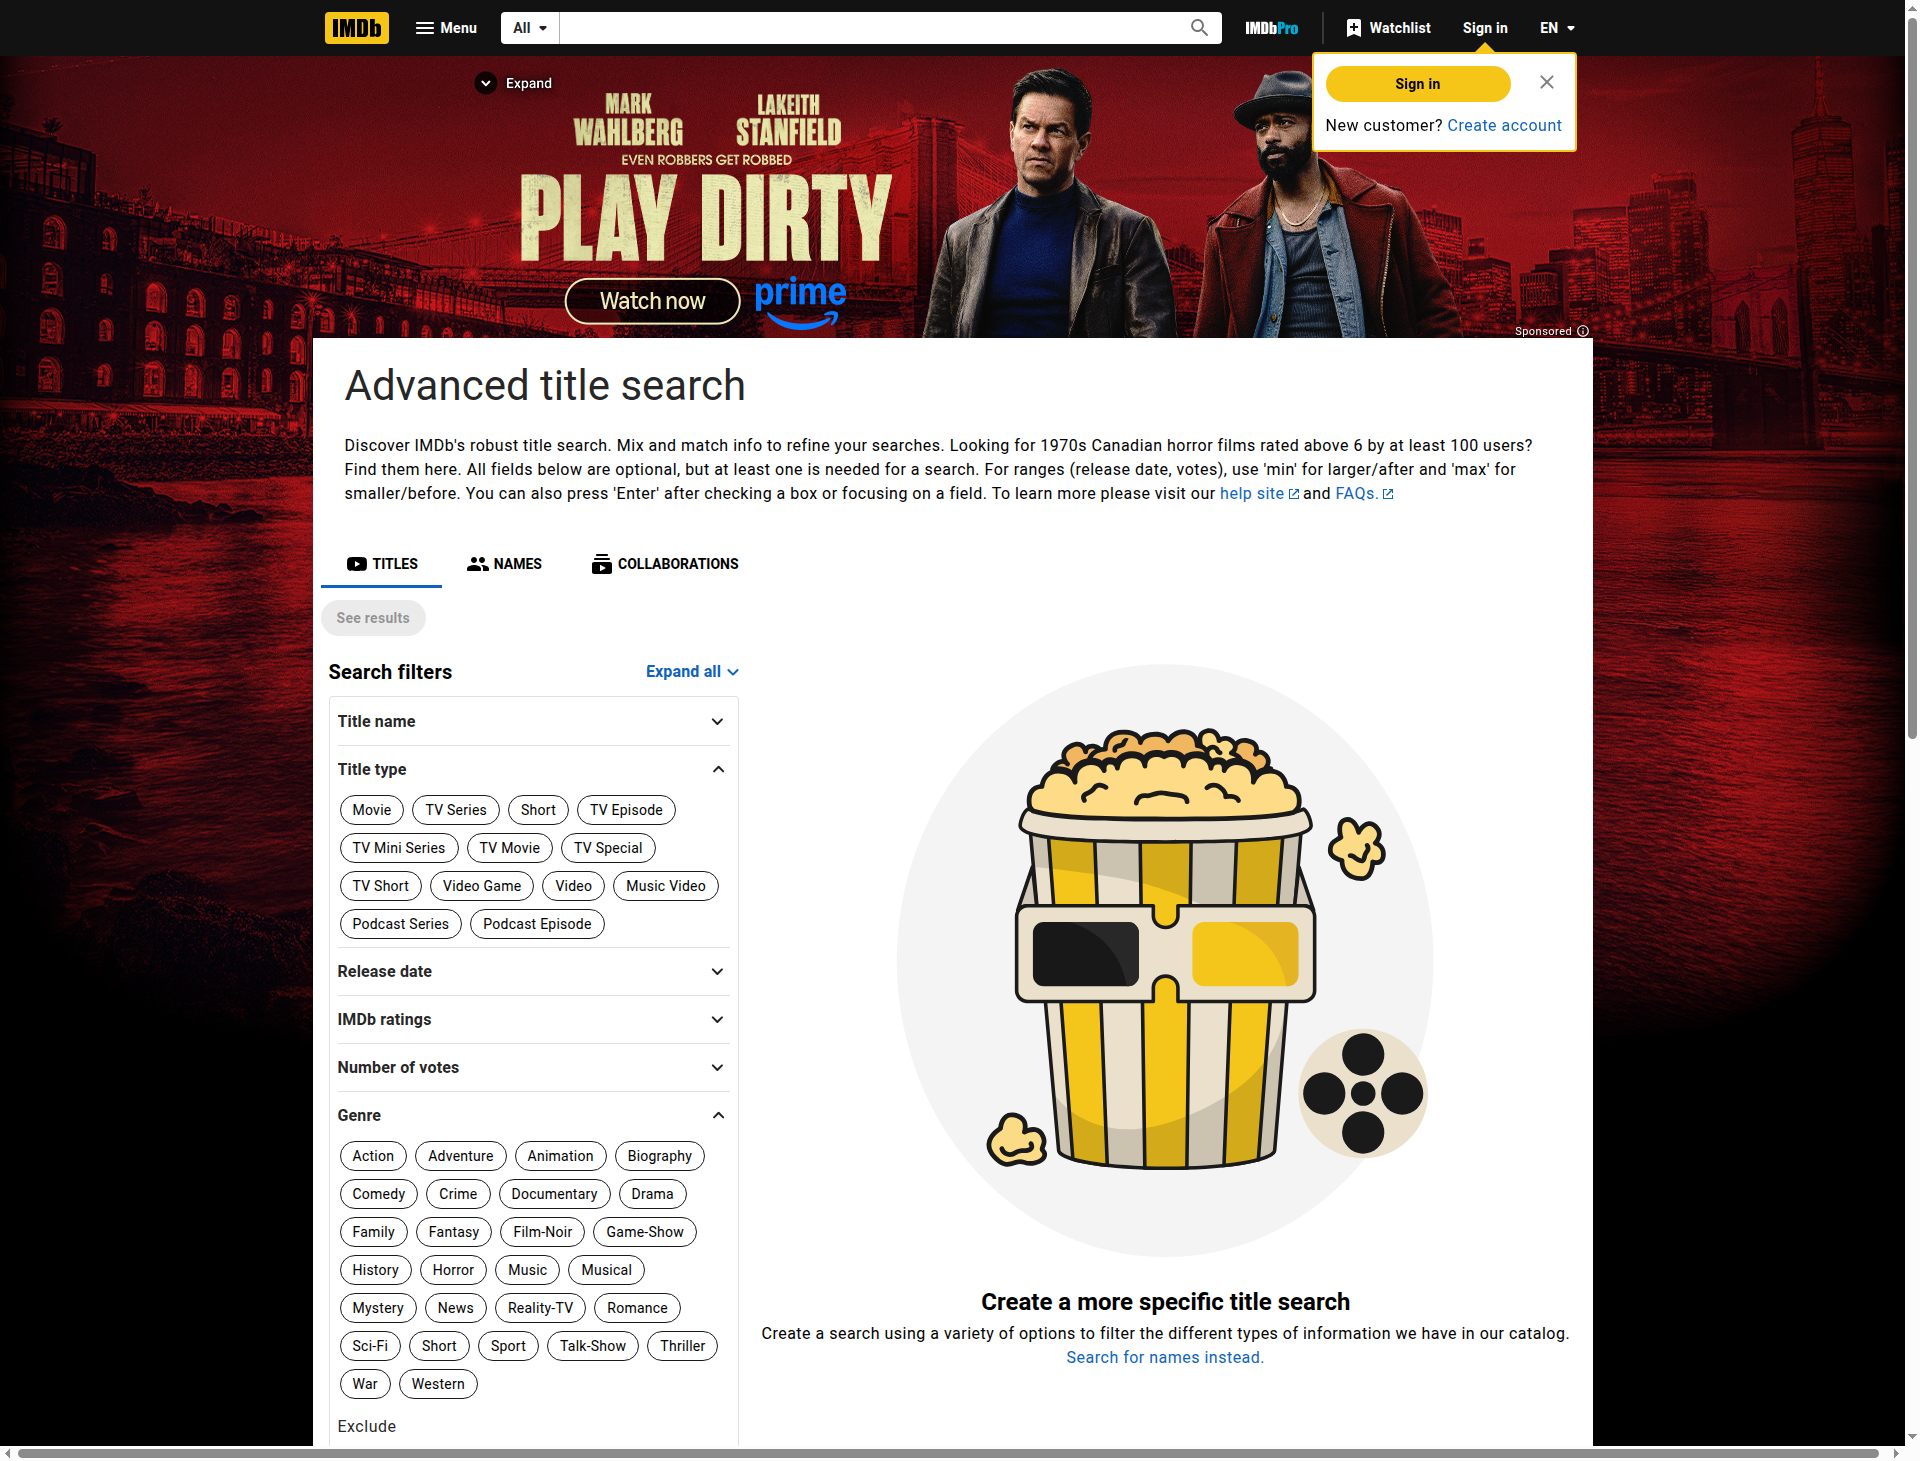 IMDb
Menu
All
IMDbPro
Watchlist
Sign in
EN
Expand
Sign in
New customer? Create account
MARK WAHLBERG
LAKEITH STANFIELD
EVEN ROBBERS GET ROBBED
PLAY DIRTY
Watch now
prime
Sponsored
Advanced title search
Discover IMDb's robust title search. Mix and match info to refine your searches. Looking for 1970s Canadian horror films rated above 6 by at least 100 users?
Find them here. All fields below are optional, but at least one is needed for a search. For ranges (release date, votes), use 'min' for larger/after and 'max' for
smaller/before. You can also press 'Enter' after checking a box or focusing on a field. To learn more please visit our help site and FAQs.
TITLES
NAMES
COLLABORATIONS
See results
Search filters
Expand all
Title name
Title type
Movie TV Series Short TV Episode
TV Mini Series TV Movie TV Special
TV Short Video Game Video Music Video
Podcast Series Podcast Episode
Release date
IMDb ratings
Number of votes
Genre
Action Adventure Animation Biography
Comedy Crime Documentary Drama
Family Fantasy Film-Noir Game-Show
History Horror Music Musical
Mystery News Reality-TV Romance
Sci-Fi Short Sport Talk-Show Thriller
War Western
Exclude
Create a more specific title search
Create a search using a variety of options to filter the different types of information we have in our catalog.
Search for names instead.